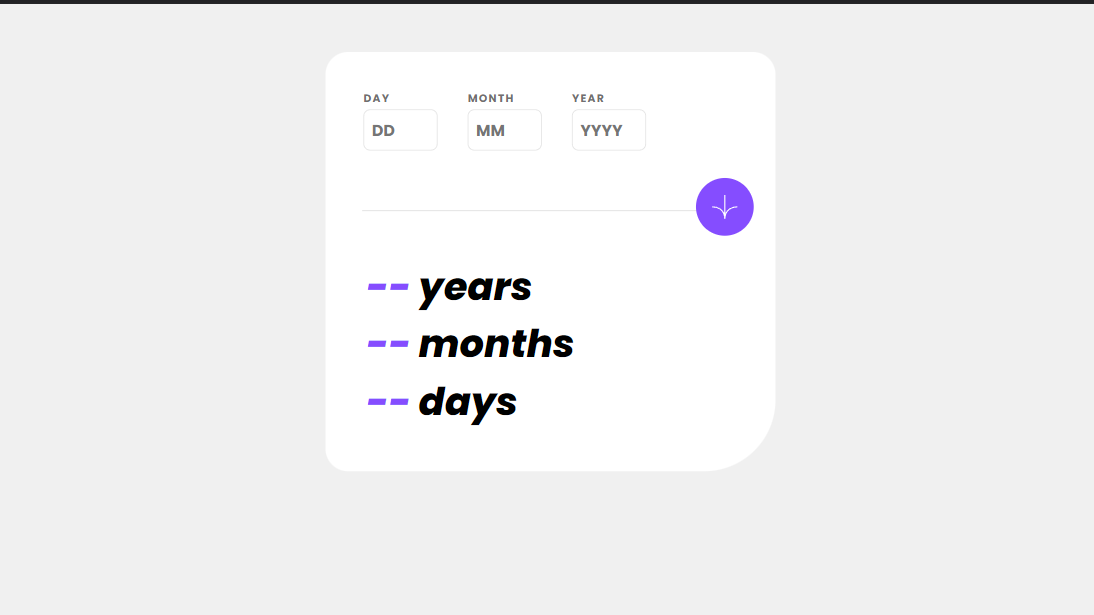 DAY MONTH YEAR
DD MM YYYY
-- years
-- months
-- days